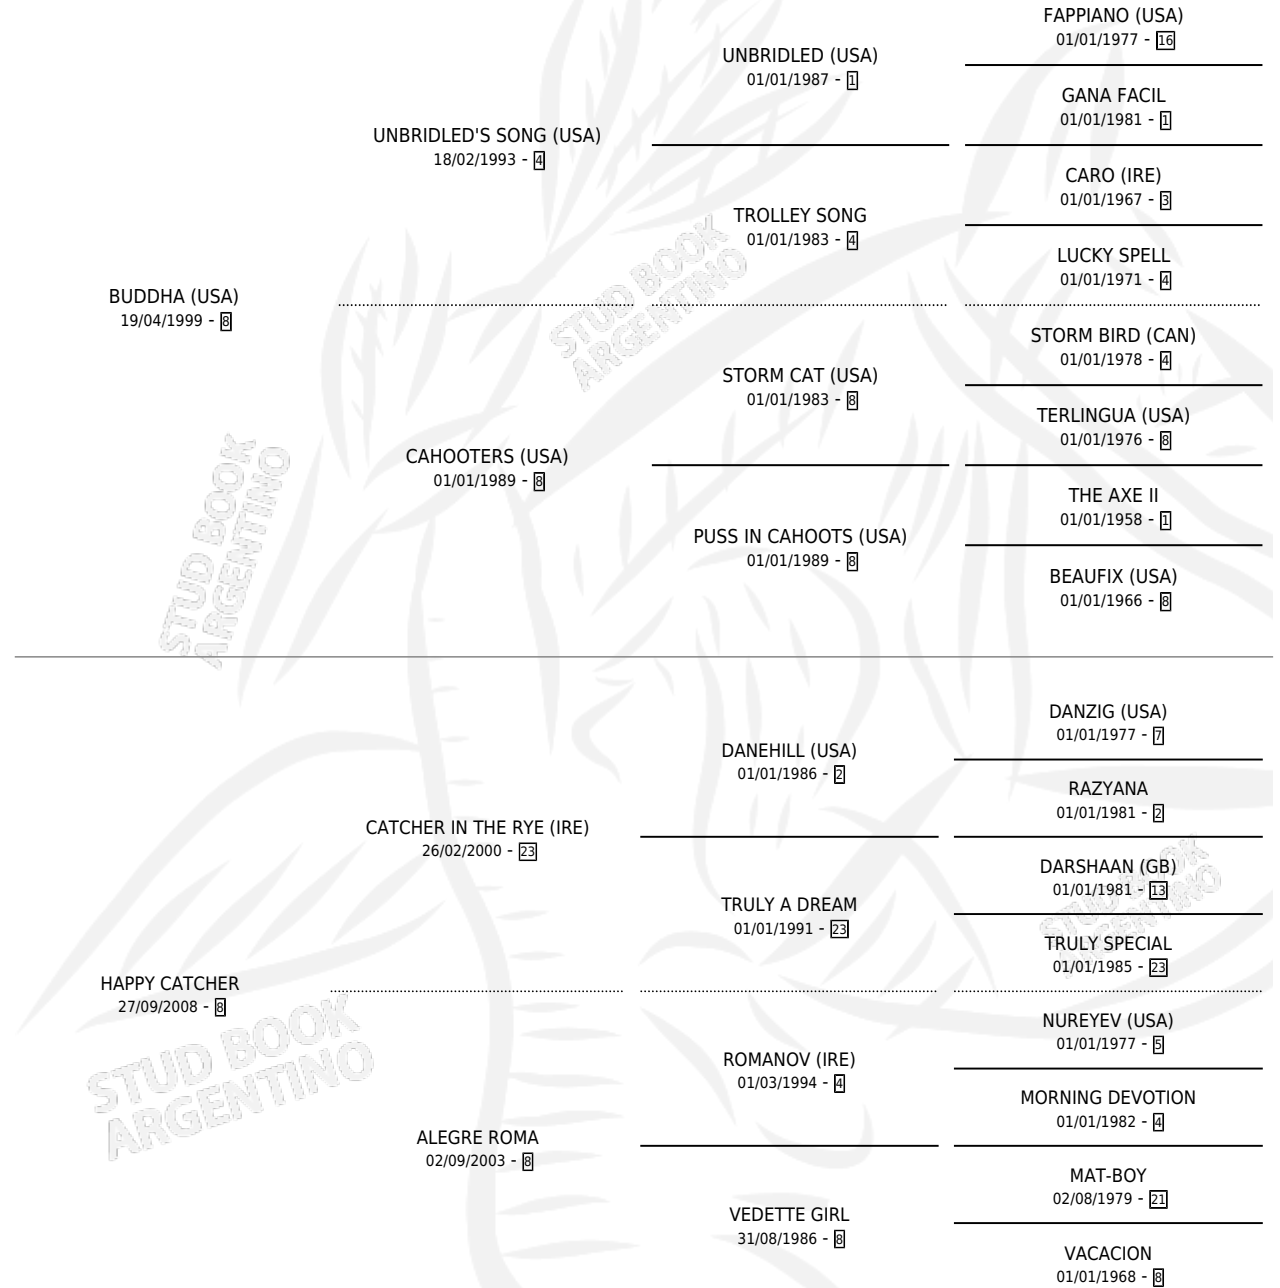 FAPPIANO (USA)
01/01/1977 - 16
UNBRIDLED (USA)
01/01/1987 - 1
GANA FACIL
01/01/1981 - 1
UNBRIDLED'S SONG (USA)
18/02/1993 - 4
CARO (IRE)
01/01/1967 - 3
TROLLEY SONG
01/01/1983 - 4
LUCKY SPELL
01/01/1971 - 4
BUDDHA (USA)
19/04/1999 - 8
STUD BOOK
ARGENTINO
STORM BIRD (CAN)
01/01/1978 - 4
STORM CAT (USA)
01/01/1983 - 8
TERLINGUA (USA)
01/01/1976 - 8
CAHOOTERS (USA)
01/01/1989 - 8
THE AXE II
01/01/1958 - 1
PUSS IN CAHOOTS (USA)
01/01/1989 - 8
BEAUFIX (USA)
01/01/1966 - 8
STUD BOOK
ARGENTINO
DANZIG (USA)
01/01/1977 - 7
DANEHILL (USA)
01/01/1986 - 2
RAZYANA
01/01/1981 - 2
CATCHER IN THE RYE (IRE)
26/02/2000 - 23
DARSHAAN (GB)
01/01/1981 - 13
TRULY A DREAM
01/01/1991 - 23
STUD BOOK
ARGENTINO
TRULY SPECIAL
01/01/1985 - 23
HAPPY CATCHER
27/09/2008 - 8
STUD BOOK
ARGENTINO
NUREYEV (USA)
01/01/1977 - 5
ROMANOV (IRE)
01/03/1994 - 4
MORNING DEVOTION
01/01/1982 - 4
ALEGRE ROMA
02/09/2003 - 8
MAT-BOY
02/08/1979 - 21
VEDETTE GIRL
31/08/1986 - 8
VACACION
01/01/1968 - 8